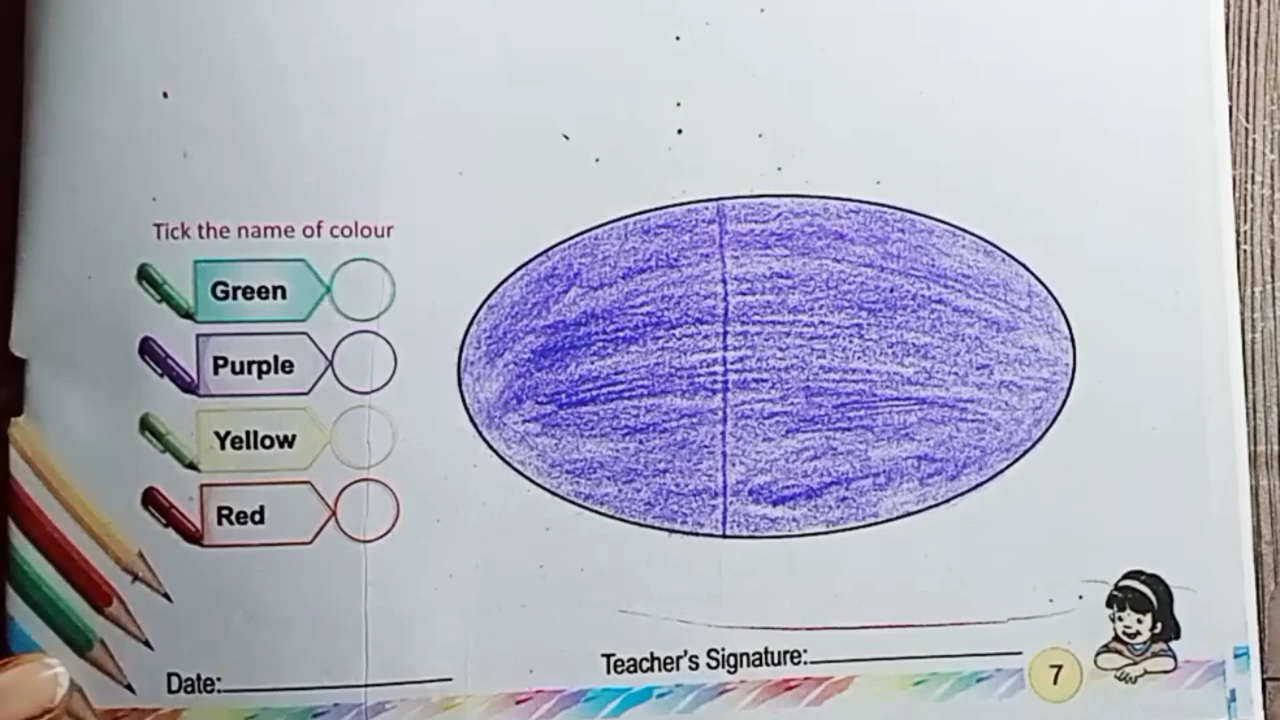 Tick the name of colour
Green
Purple
Yellow
Red
Date:
Teacher's Signature:
7